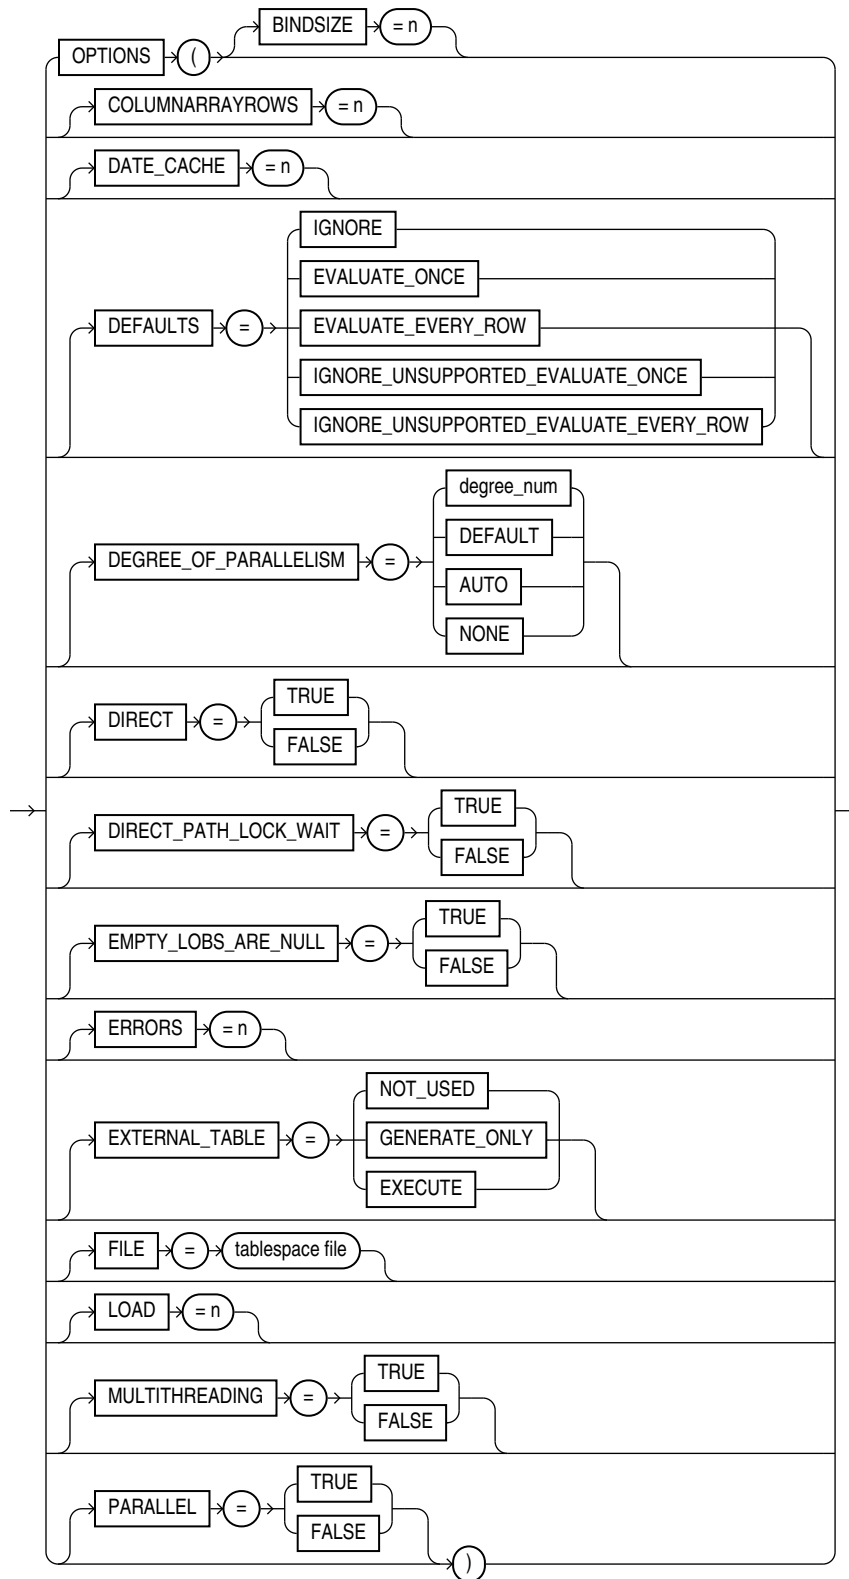 BINDSIZE = n
OPTIONS (
COLUMNARRAYROWS = n
DATE_CACHE = n
IGNORE
EVALUATE_ONCE
DEFAULTS = EVALUATE_EVERY_ROW
IGNORE_UNSUPPORTED_EVALUATE_ONCE
IGNORE_UNSUPPORTED_EVALUATE_EVERY_ROW
degree_num
DEFAULT
DEGREE_OF_PARALLELISM =
AUTO
NONE
TRUE
DIRECT =
FALSE
TRUE
DIRECT_PATH_LOCK_WAIT =
FALSE
TRUE
EMPTY_LOBS_ARE_NULL =
FALSE
ERRORS = n
NOT_USED
EXTERNAL_TABLE = GENERATE_ONLY
EXECUTE
FILE = tablespace file
LOAD = n
TRUE
MULTITHREADING =
FALSE
TRUE
PARALLEL =
FALSE
)